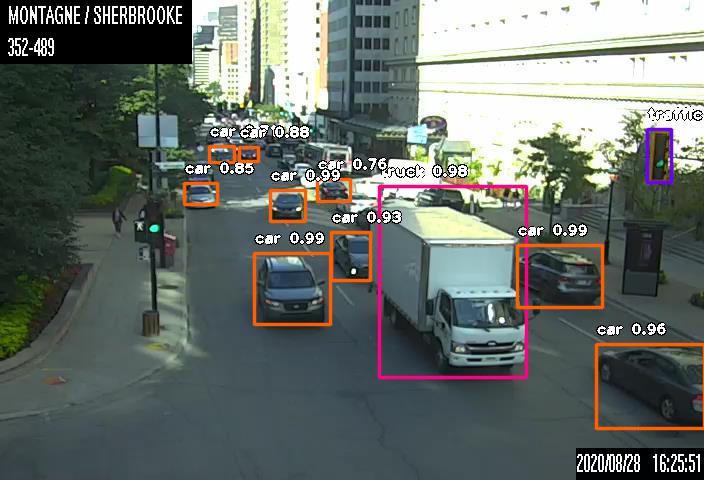 MONTAGNE / SHERBROOKE
352-489
car 0.88
car 0.85
car 0.99
car 0.76
truck 0.98
car 0.93
car 0.99
car 0.99
car 0.96
traffic
2020/08/28 16:25:51